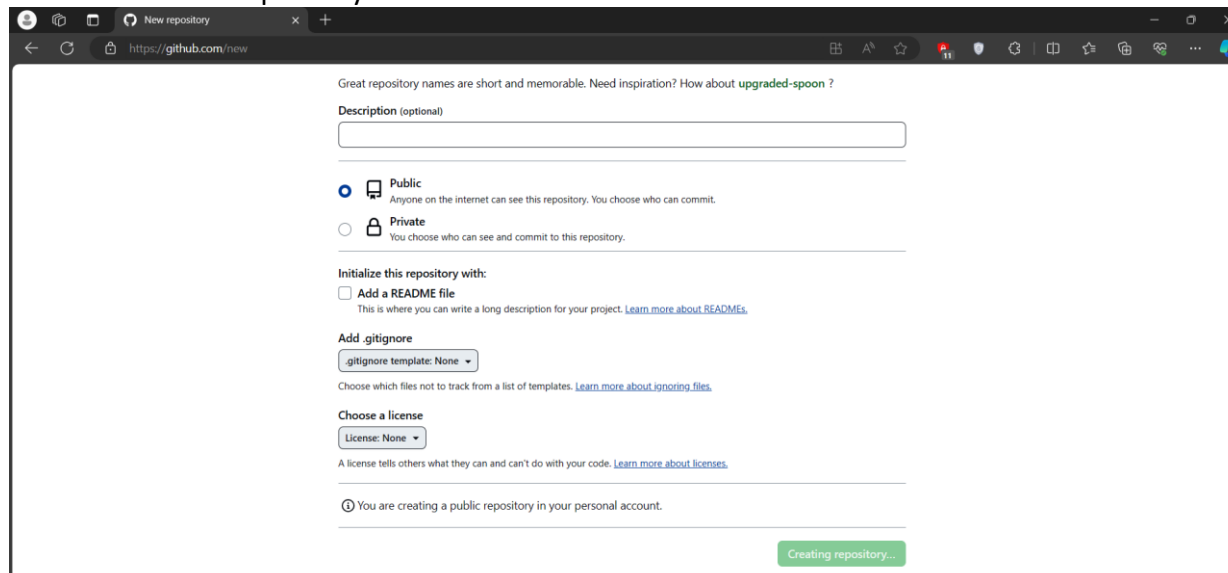 New repository
https://github.com/new
11
Great repository names are short and memorable. Need inspiration? How about upgraded-spoon ?
Description (optional)
Public
Anyone on the internet can see this repository. You choose who can commit.
Private
You choose who can see and commit to this repository.
Initialize this repository with:
Add a README file
This is where you can write a long description for your project. Learn more about READMEs.
Add .gitignore
.gitignore template: None
Choose which files not to track from a list of templates. Learn more about ignoring files.
Choose a license
License: None
A license tells others what they can and can't do with your code. Learn more about licenses.
You are creating a public repository in your personal account.
Creating repository...